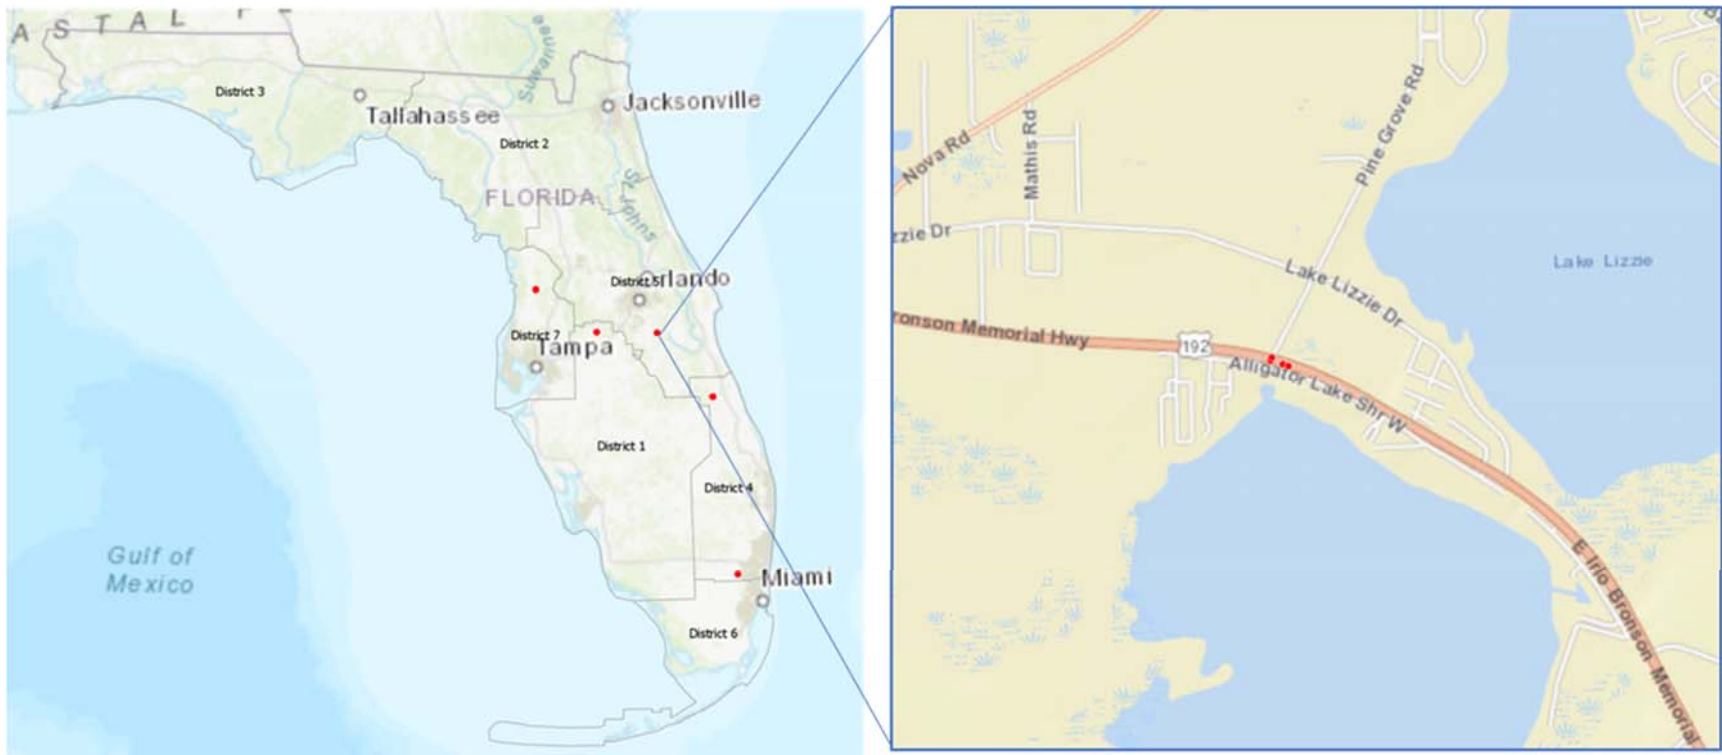 A S T A L P L
District 3
Tallahassee
Suwannee
Jacksonville
District 2
FLORIDA
St Johns
District 5
Orlando
District 7
Tampa
District 1
District 4
Gulf of
Mexico
Miami
District 6
Nova Rd
Mathis Rd
Pine Grove Rd
zzie Dr
Lake Lizzie Dr
Lake Lizzie
ronson Memorial Hwy
192
Alligator Lake Shr W
E Irlo Bronson Memorial